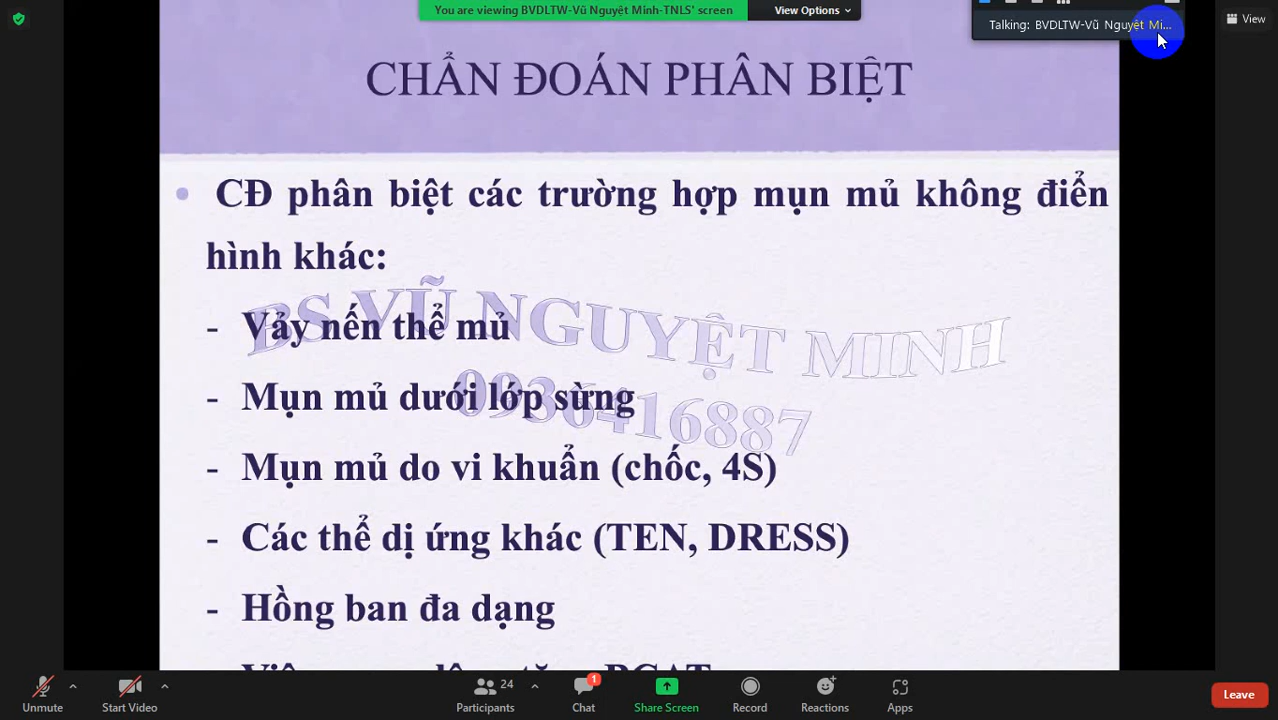 You are viewing BVDLTW-Vũ Nguyệt Minh-TNLS' screen
View Options
Talking: BVDLTW-Vũ Nguyệt Mi...
View
CHẨN ĐOÁN PHÂN BIỆT
CĐ phân biệt các trường hợp mụn mủ không điển
hình khác:
BS VŨ NGUYỆT MINH
0936416887
- Vảy nến thể mủ
- Mụn mủ dưới lớp sừng
- Mụn mủ do vi khuẩn (chốc, 4S)
- Các thể dị ứng khác (TEN, DRESS)
- Hồng ban đa dạng
Unmute
Start Video
24
Participants
1
Chat
Share Screen
Record
Reactions
Apps
Leave